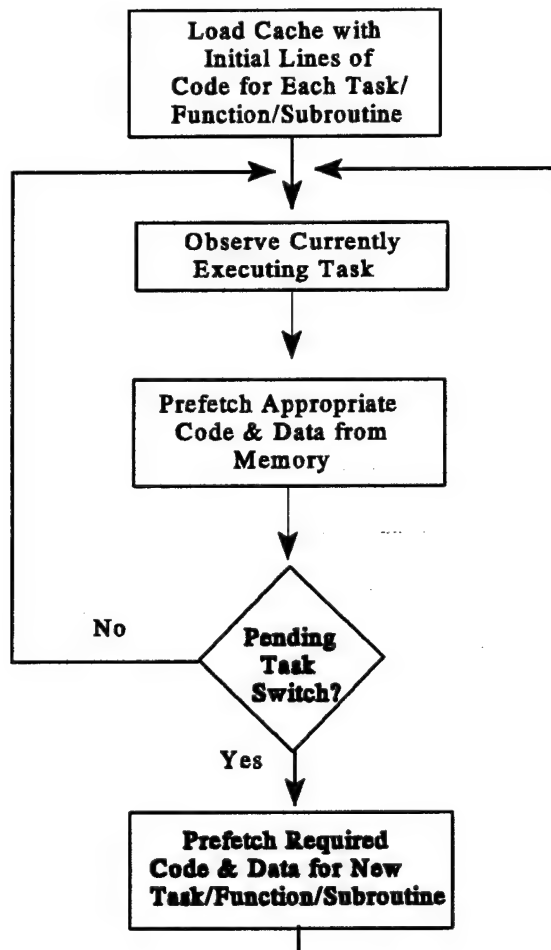 Load Cache with
Initial Lines of
Code for Each Task/
Function/Subroutine
Observe Currently
Executing Task
Prefetch Appropriate
Code & Data from
Memory
No
Pending
Task
Switch?
Yes
Prefetch Required
Code & Data for New
Task/Function/Subroutine